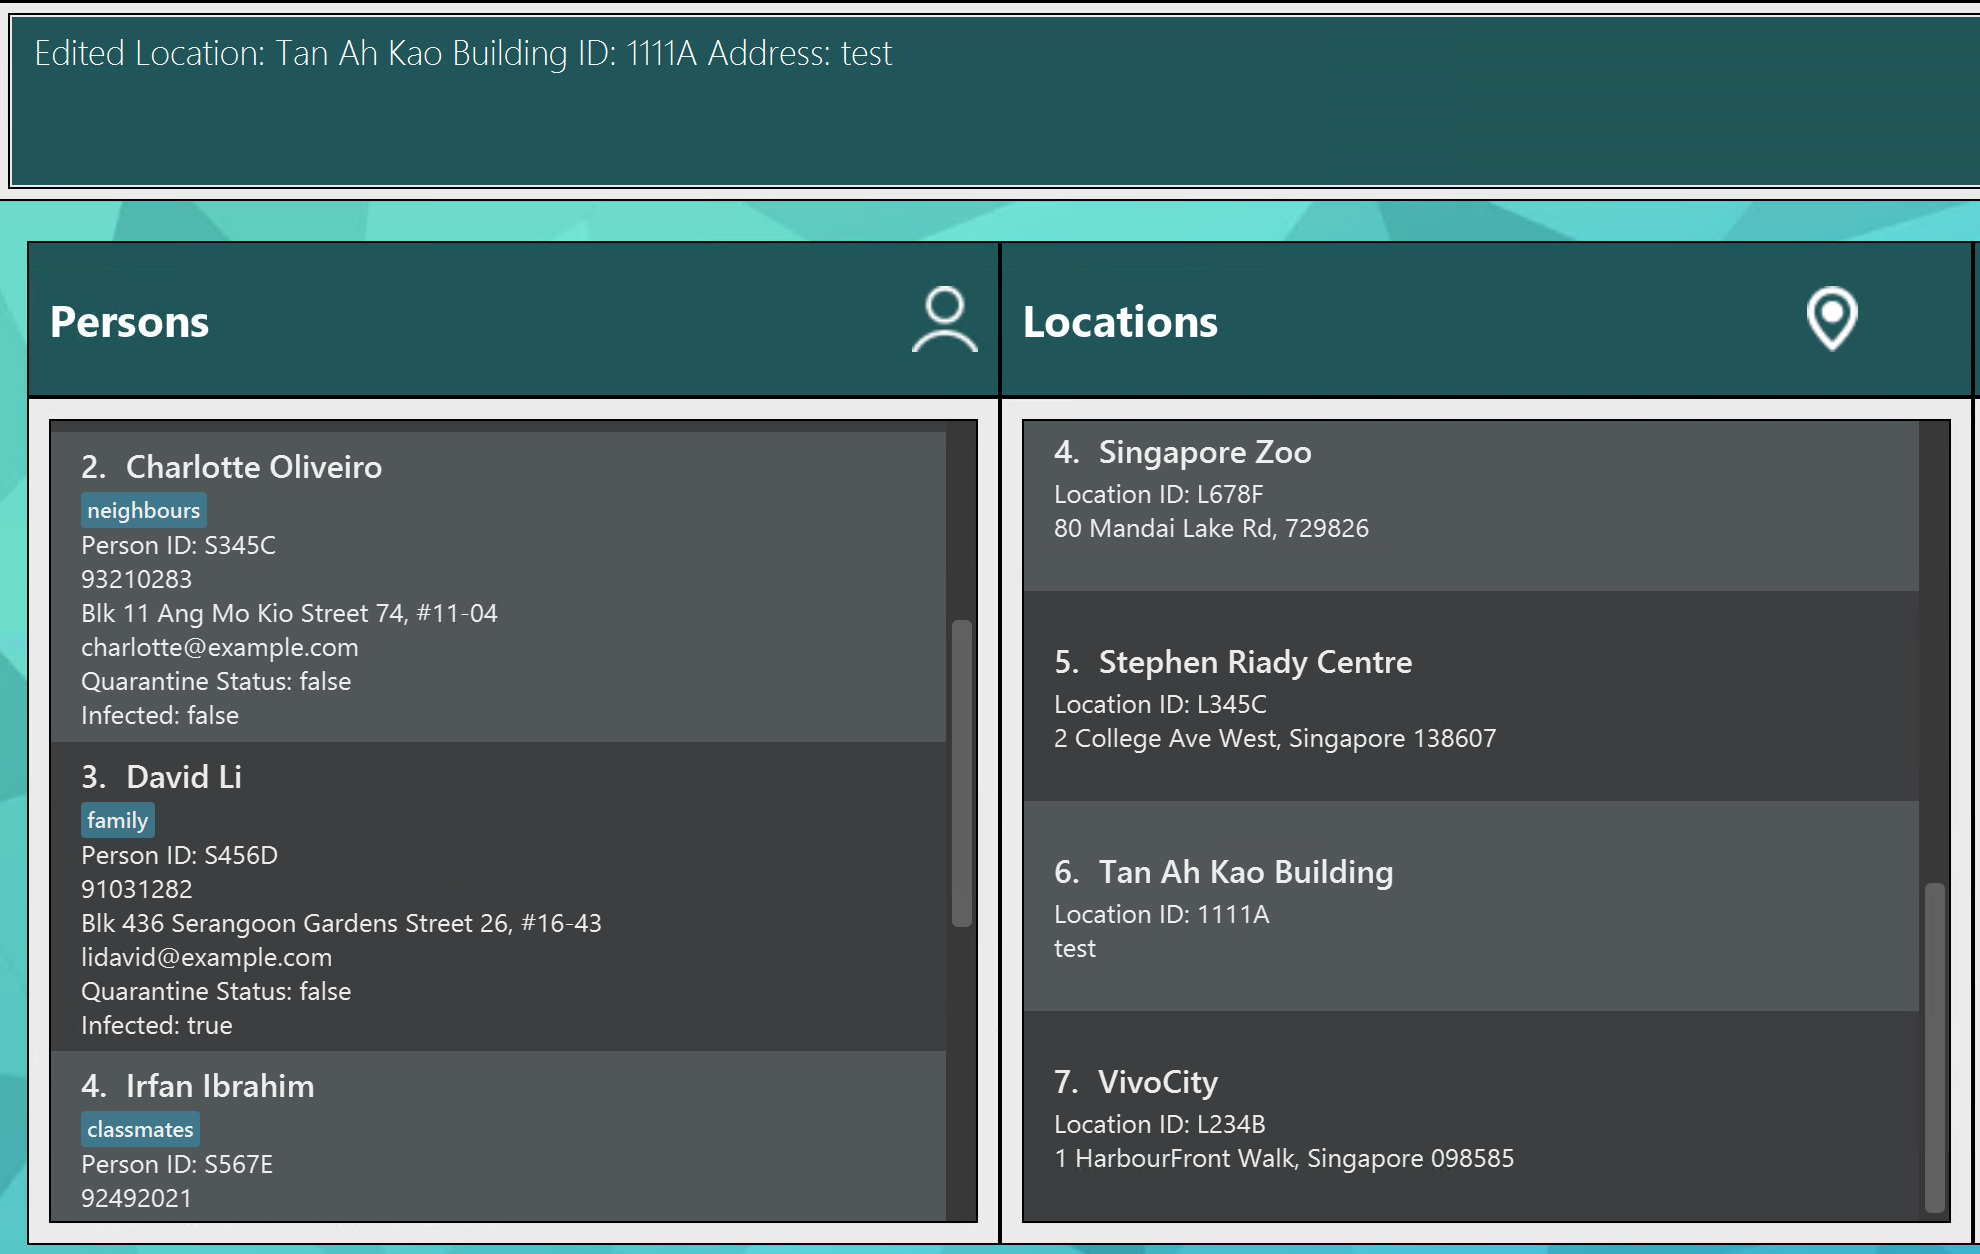 Edited Location: Tan Ah Kao Building ID: 1111A Address: test
Persons
2. Charlotte Oliveiro
neighbours
Person ID: S345C
93210283
Blk 11 Ang Mo Kio Street 74, #11-04
charlotte@example.com
Quarantine Status: false
Infected: false
3. David Li
family
Person ID: S456D
91031282
Blk 436 Serangoon Gardens Street 26, #16-43
lidavid@example.com
Quarantine Status: false
Infected: true
4. Irfan Ibrahim
classmates
Person ID: S567E
92492021
Locations
4. Singapore Zoo
Location ID: L678F
80 Mandai Lake Rd, 729826
5. Stephen Riady Centre
Location ID: L345C
2 College Ave West, Singapore 138607
6. Tan Ah Kao Building
Location ID: 1111A
test
7. VivoCity
Location ID: L234B
1 HarbourFront Walk, Singapore 098585